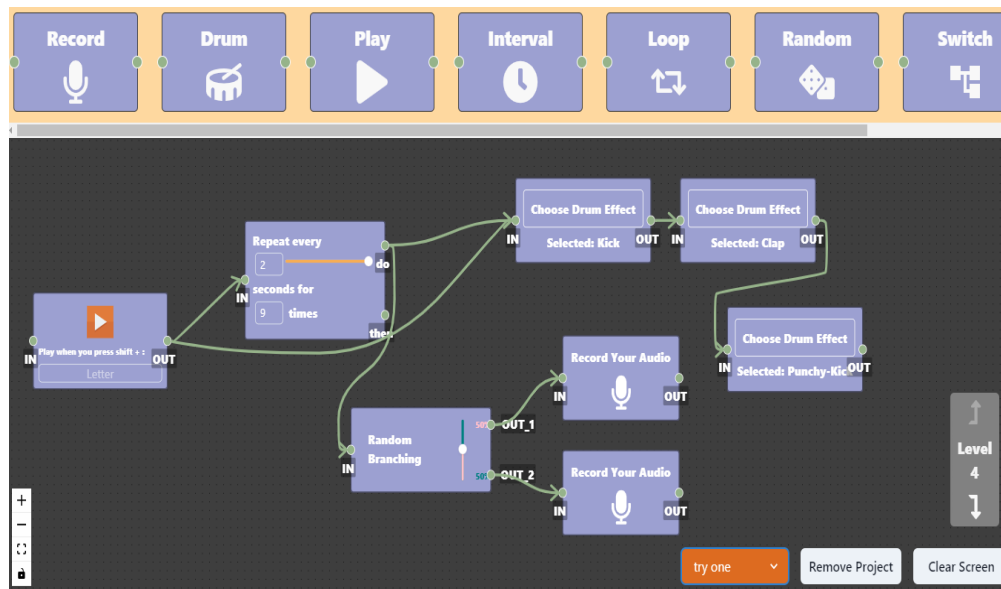 Record
Drum
Play
Interval
Loop
Random
Switch
Choose Drum Effect
IN
Selected: Kick
OUT
Choose Drum Effect
IN
Selected: Clap
OUT
Repeat every
2
do
IN
seconds for
9 times
then
IN
Play when you press shift + :
OUT
Letter
Choose Drum Effect
IN
Selected: Punchy-Kic
OUT
Record Your Audio
IN
OUT
Random
Branching
IN
50%
OUT_1
50%
OUT_2
Record Your Audio
IN
OUT
Level
4
try one
Remove Project
Clear Screen